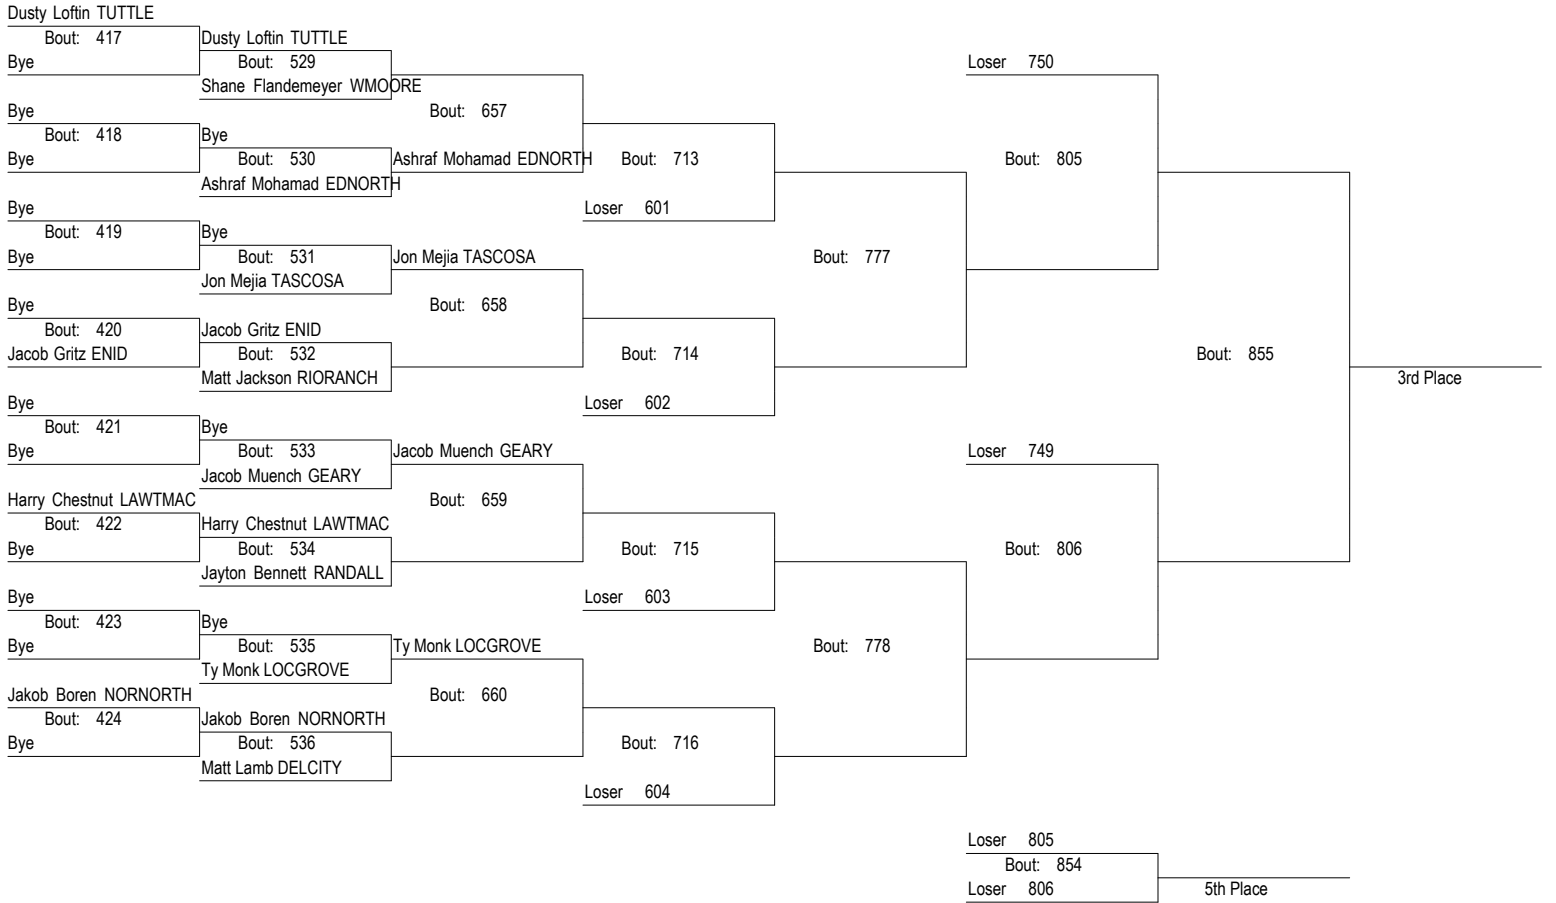 Dusty Loftin TUTTLE
Bout: 417
Bye
Bye
Bout: 418
Bye
Bye
Bout: 419
Bye
Bye
Bout: 420
Jacob Gritz ENID
Bye
Bout: 421
Bye
Harry Chestnut LAWTMAC
Bout: 422
Bye
Bye
Bout: 423
Bye
Jakob Boren NORNORTH
Bout: 424
Bye
Dusty Loftin TUTTLE
Bout: 529
Shane Flandemeyer WMOORE
Bye
Bout: 530
Ashraf Mohamad EDNORTH
Bye
Bout: 531
Jon Mejia TASCOSA
Jacob Gritz ENID
Bout: 532
Matt Jackson RIORANCH
Bye
Bout: 533
Jacob Muench GEARY
Harry Chestnut LAWTMAC
Bout: 534
Jayton Bennett RANDALL
Bye
Bout: 535
Ty Monk LOCGROVE
Jakob Boren NORNORTH
Bout: 536
Matt Lamb DELCITY
Bout: 657
Ashraf Mohamad EDNORTH
Jon Mejia TASCOSA
Bout: 658
Jacob Muench GEARY
Bout: 659
Ty Monk LOCGROVE
Bout: 660
Bout: 713
Loser 601
Bout: 714
Loser 602
Bout: 715
Loser 603
Bout: 716
Loser 604
Bout: 777
Bout: 778
Loser 750
Bout: 805
Loser 749
Bout: 806
Bout: 855
3rd Place
Loser 805
Bout: 854
Loser 806
5th Place